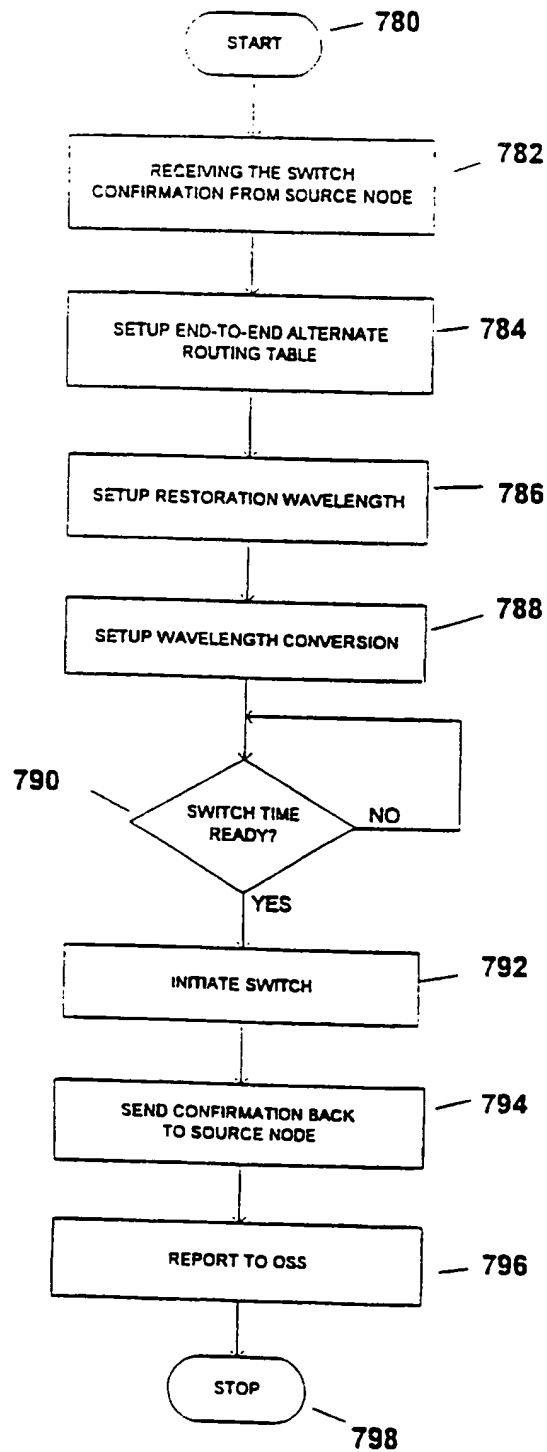 START
780
RECEIVING THE SWITCH
CONFIRMATION FROM SOURCE NODE
782
SETUP END-TO-END ALTERNATE
ROUTING TABLE
784
SETUP RESTORATION WAVELENGTH
786
SETUP WAVELENGTH CONVERSION
788
790
SWITCH TIME
READY?
NO
YES
INITIATE SWITCH
792
SEND CONFIRMATION BACK
TO SOURCE NODE
794
REPORT TO OSS
796
STOP
798